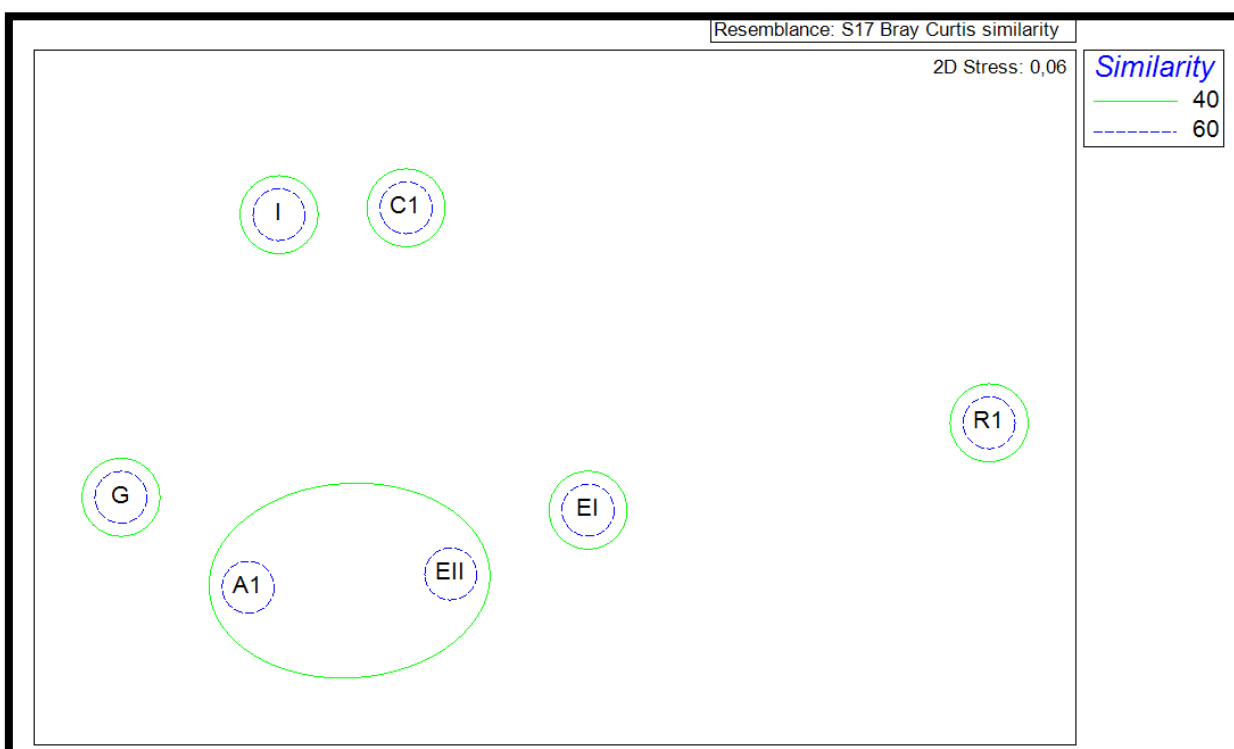 Resemblance: S17 Bray Curtis similarity
2D Stress: 0,06
Similarity
40
60
I
C1
R1
G
EI
A1
EII